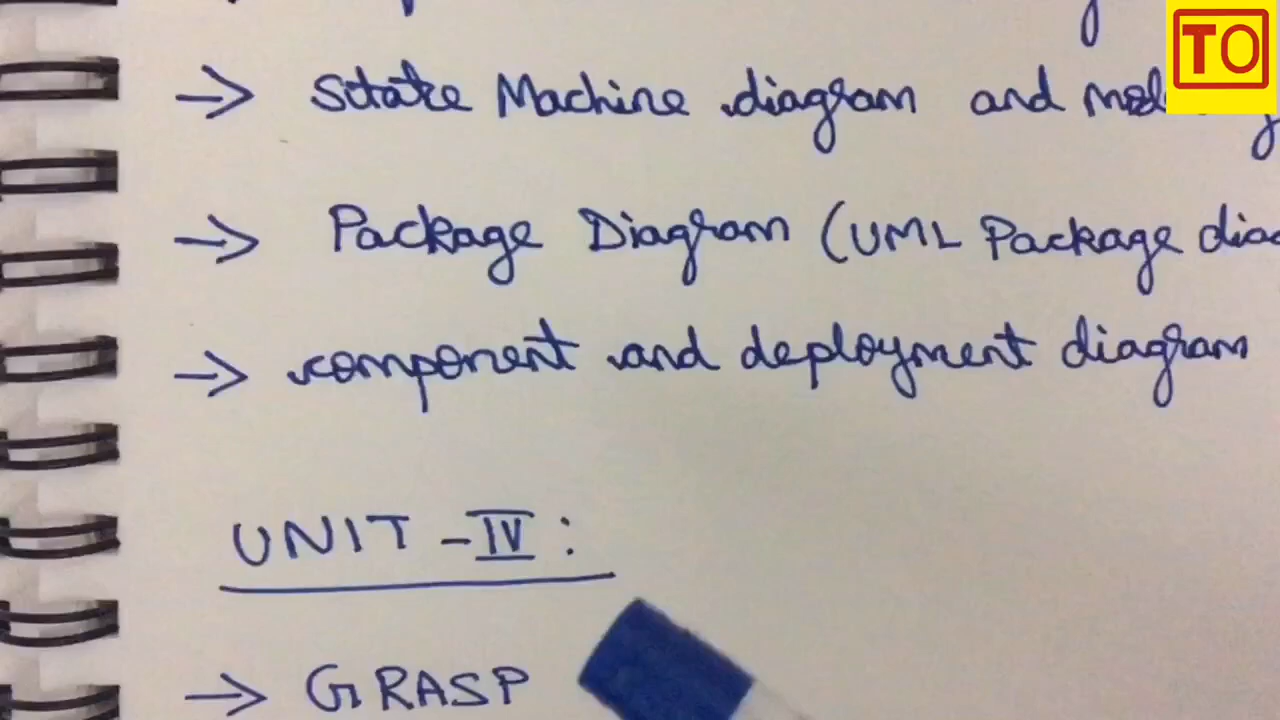 TO
→ State Machine diagram and
→ Package Diagram (UML Package
→ component and deployment diagram
UNIT - IV :
→ GRASP